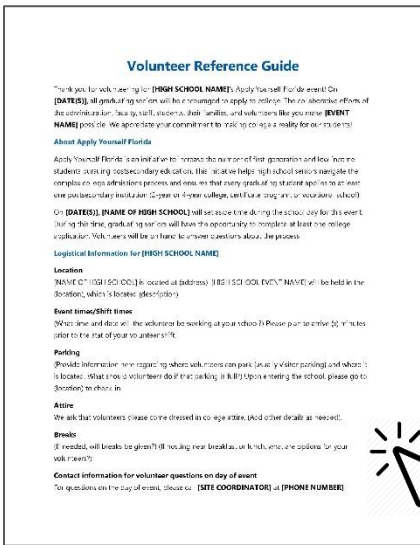 Volunteer Reference Guide
Thank you for volunteering for [HIGH SCHOOL NAME]'s Apply Yourself Florida event! On
[DATE(S)], all graduating seniors will be encouraged to apply to college. The collaborative efforts of
the administration, faculty, staff, students, their families, and volunteers like you make [EVENT
NAME] possible. We appreciate your commitment to making college a reality for our students!
About Apply Yourself Florida
Apply Yourself Florida is an initiative to increase the number of first-generation and low-income
students pursuing postsecondary education. This initiative helps high school seniors navigate the
complex college admissions process and ensures that every graduating student applies to at least
one postsecondary institution (2-year or 4-year college, certificate program, or vocational school)
On [DATE(S)], [NAME OF HIGH SCHOOL] will set aside time during the school day for this event.
During this time, graduating seniors will have the opportunity to complete at least one college
application. Volunteers will be on hand to answer questions about the process
Logistical Information for [HIGH SCHOOL NAME]
Location
[NAME OF HIGH SCHOOL] is located at (address). [HIGH SCHOOL EVENT NAME] will be held in the
(location), which is located (description)
Event times/Shift times
(What time and date will the volunteer be working at your school?) Please plan to arrive (x) minutes
prior to the start of your volunteer shift.
Parking
(Provide information here regarding where volunteers can park (usually visitor parking) and where
is located. What should volunteers do if that parking is full?) Upon entering the school, please go to
(location) to check in
Attire
We ask that volunteers please come dressed in college attire. (Add other details as needed).
Breaks
(If needed, will breaks be given?) (If hosting near breakfast or lunch, what are options for your
volunteers?)
Contact information for volunteer questions on day of event
For questions on the day of event, please call [SITE COORDINATOR] at [PHONE NUMBER]